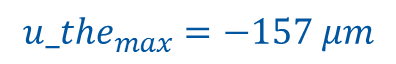 u_the_max = −157 μm